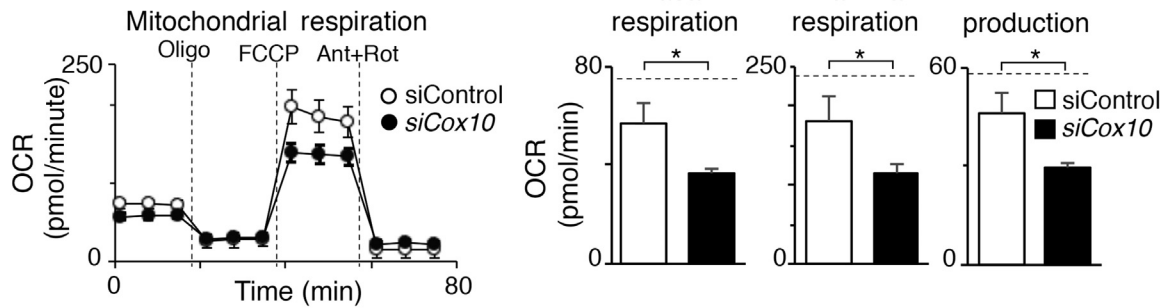 Mitochondrial respiration
Oligo FCCP Ant+Rot
250
0
OCR
(pmol/minute)
siControl
siCox10
0 80
Time (min)
respiration
80
0
OCR
(pmol/min)
*
respiration
250
0
*
production
60
0
*
siControl
siCox10